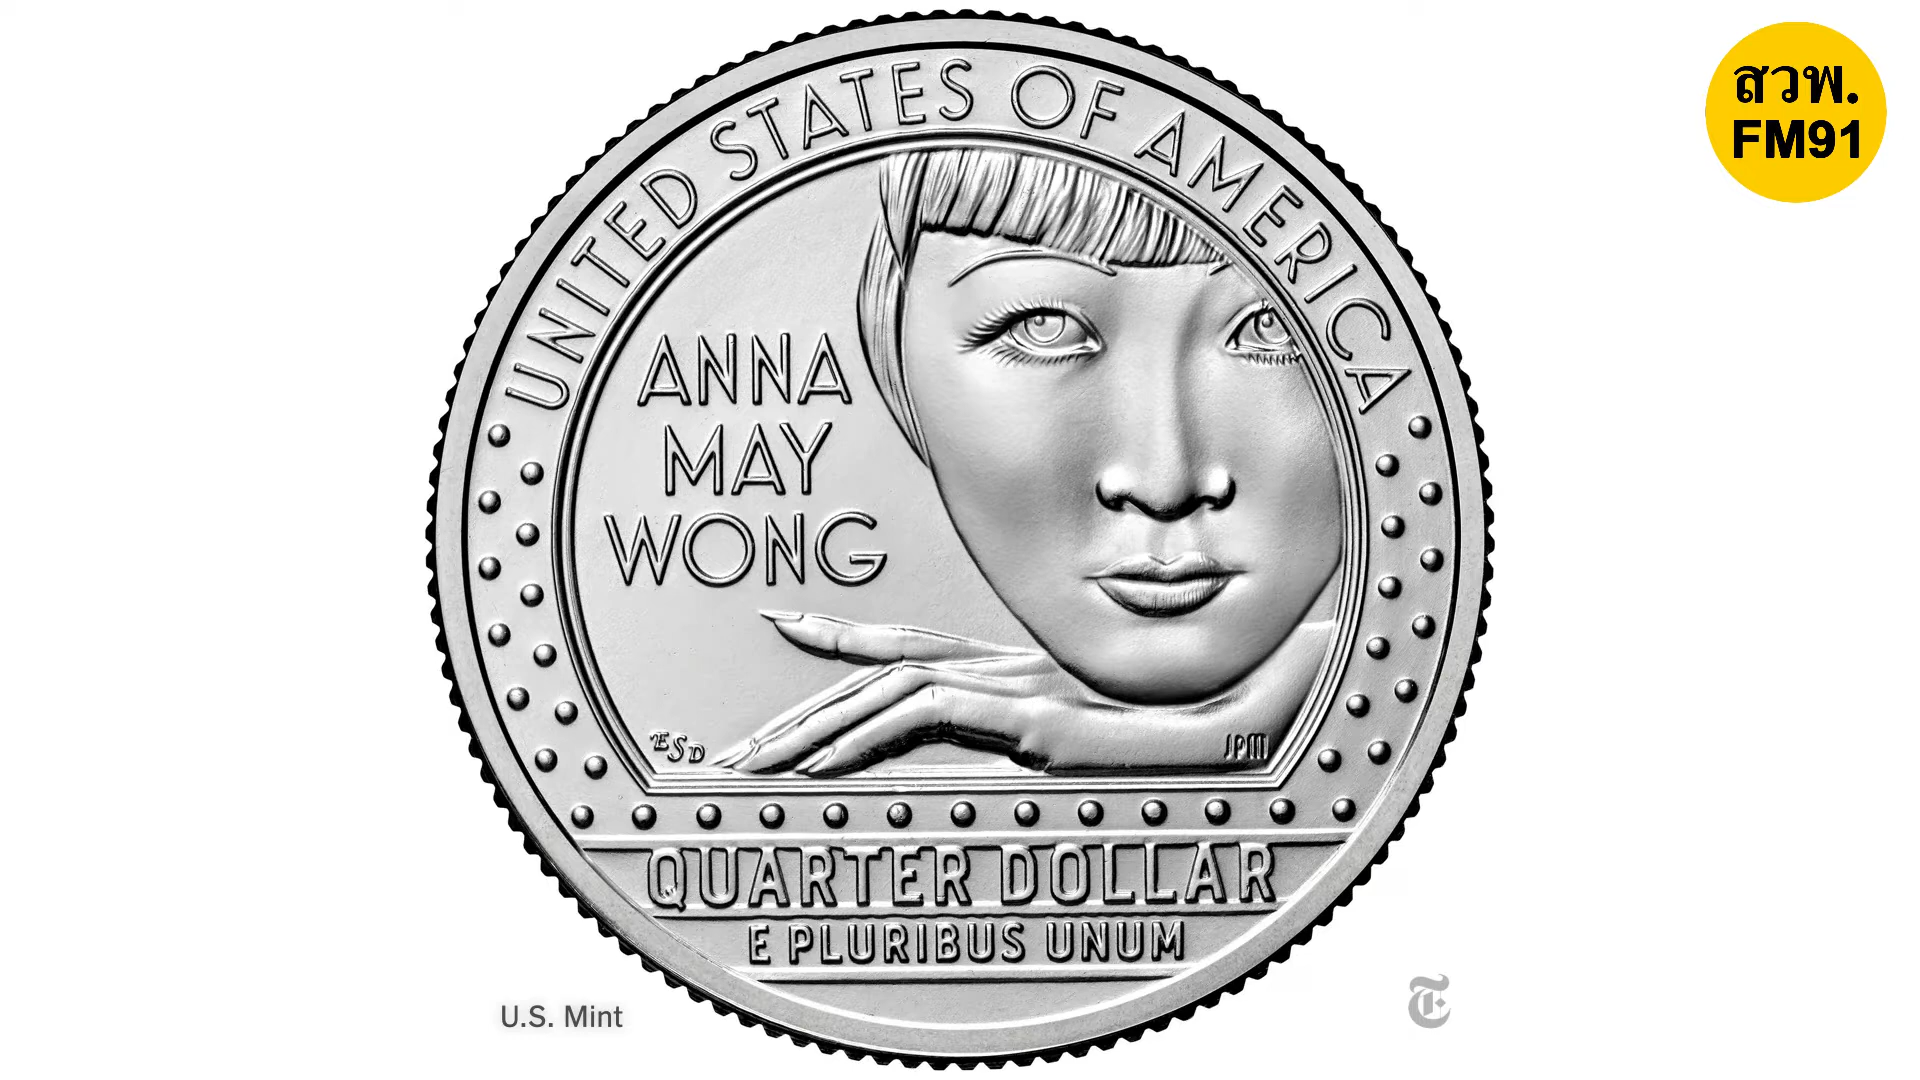 สวพ.
FM91
UNITED STATES OF AMERICA
ANNA
MAY
WONG
ESD
JPM
QUARTER DOLLAR
E PLURIBUS UNUM
U.S. Mint
T